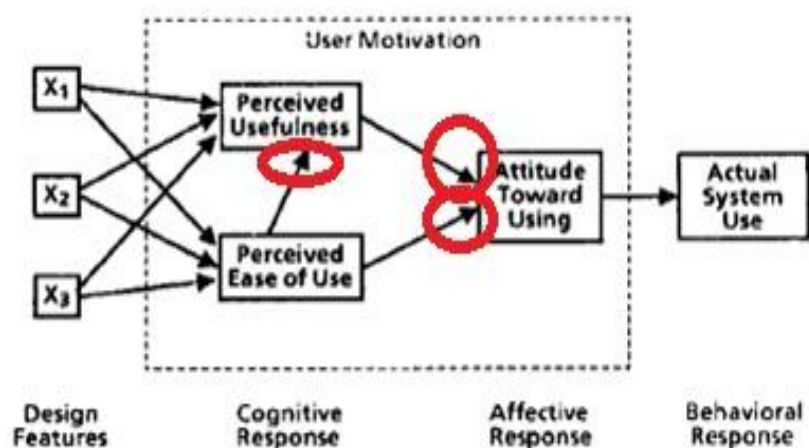 User Motivation
X1
X2
X3
Perceived
Usefulness
Perceived
Ease of Use
Attitude
Toward
Using
Actual
System
Use
Design
Features
Cognitive
Response
Affective
Response
Behavioral
Response